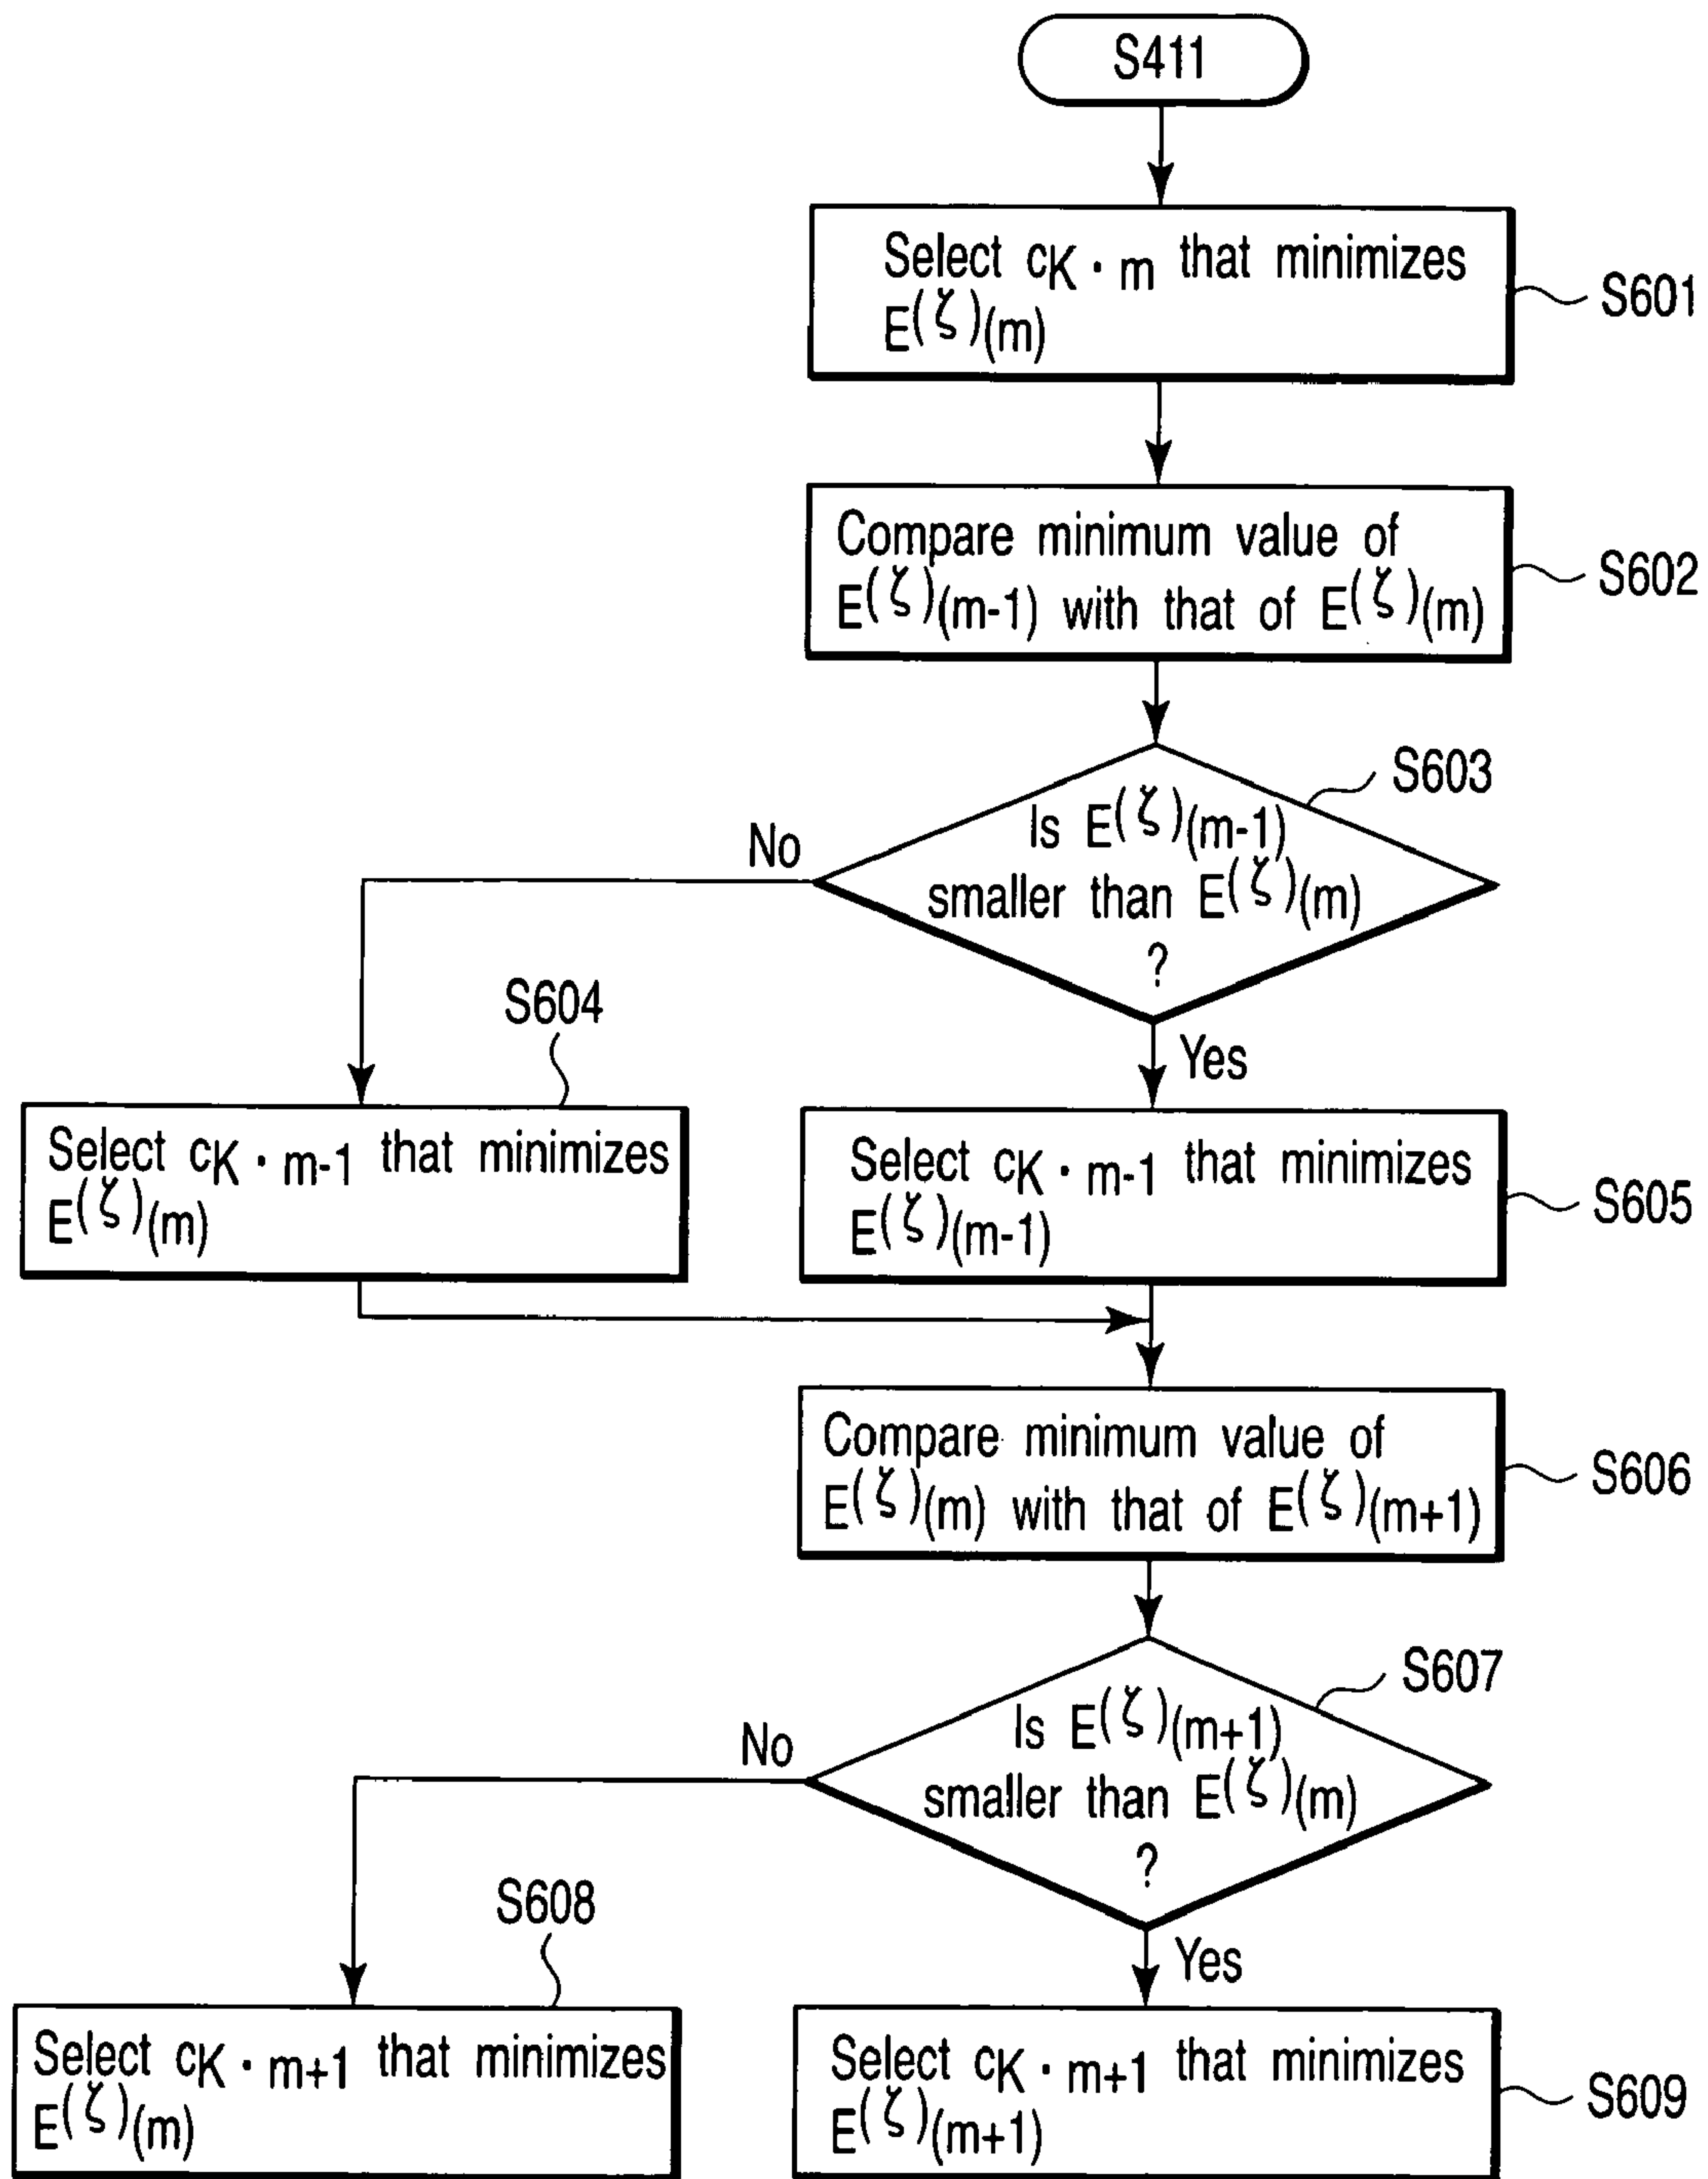 S411
Select cK · m that minimizes
E(ζ)(m)
S601
Compare minimum value of
E(ζ)(m-1) with that of E(ζ)(m)
S602
S603
Is E(ζ)(m-1)
smaller than E(ζ)(m)
?
No
Yes
S604
Select cK · m-1 that minimizes
E(ζ)(m)
Select cK · m-1 that minimizes
E(ζ)(m-1)
S605
Compare minimum value of
E(ζ)(m) with that of E(ζ)(m+1)
S606
S607
Is E(ζ)(m+1)
smaller than E(ζ)(m)
?
No
Yes
S608
Select cK · m+1 that minimizes
E(ζ)(m)
Select cK · m+1 that minimizes
E(ζ)(m+1)
S609